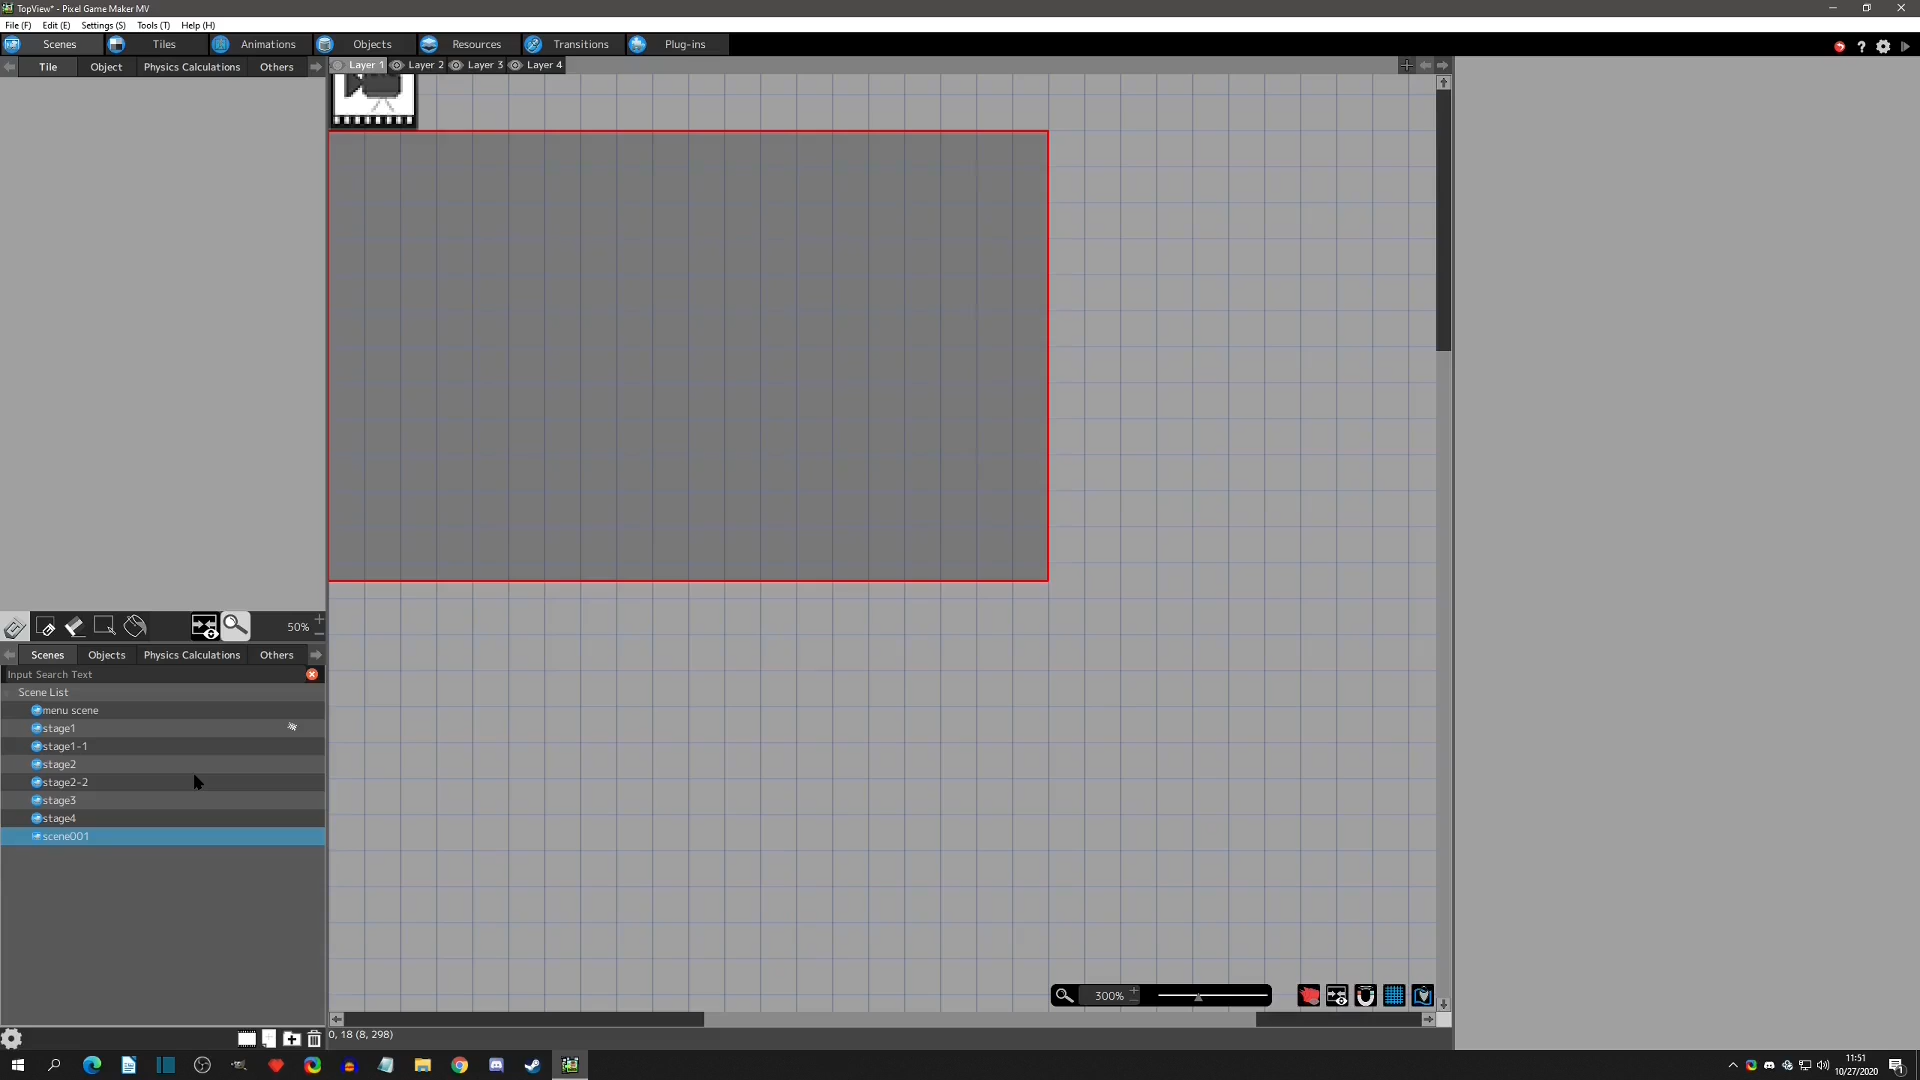 TopView* - Pixel Game Maker MV
File (F) Edit (E) Settings (S) Tools (T) Help (H)
Scenes Tiles Animations Objects Resources Transitions Plug-ins
Tile Object Physics Calculations Others
Layer 1 Layer 2 Layer 3 Layer 4
50%
Scenes Objects Physics Calculations Others
Input Search Text
Scene List
menu scene
stage1
stage1-1
stage2
stage2-2
stage3
stage4
scene001
300%
0, 18 (8, 298)
11:51
10/27/2020